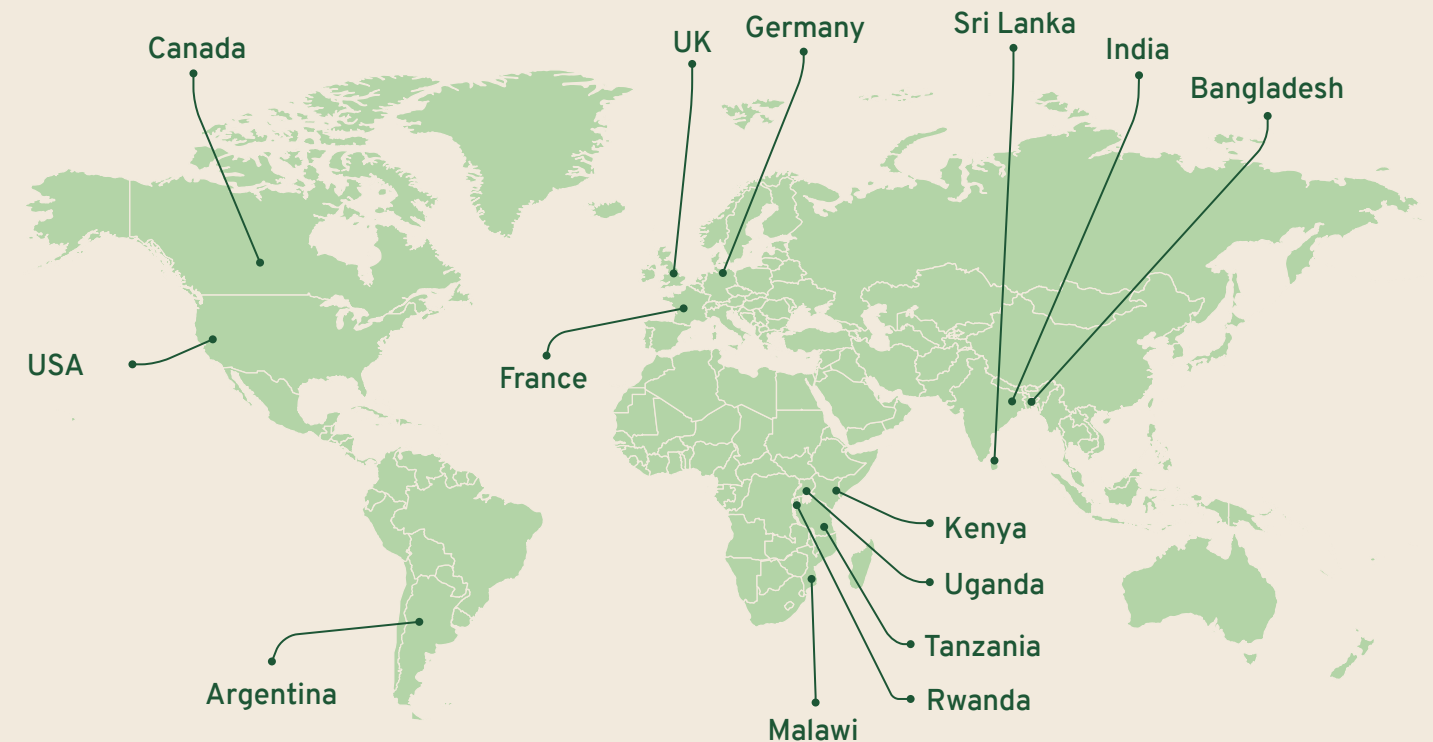 Canada
UK
Germany
Sri Lanka
India
Bangladesh
USA
France
Kenya
Uganda
Tanzania
Rwanda
Argentina
Malawi